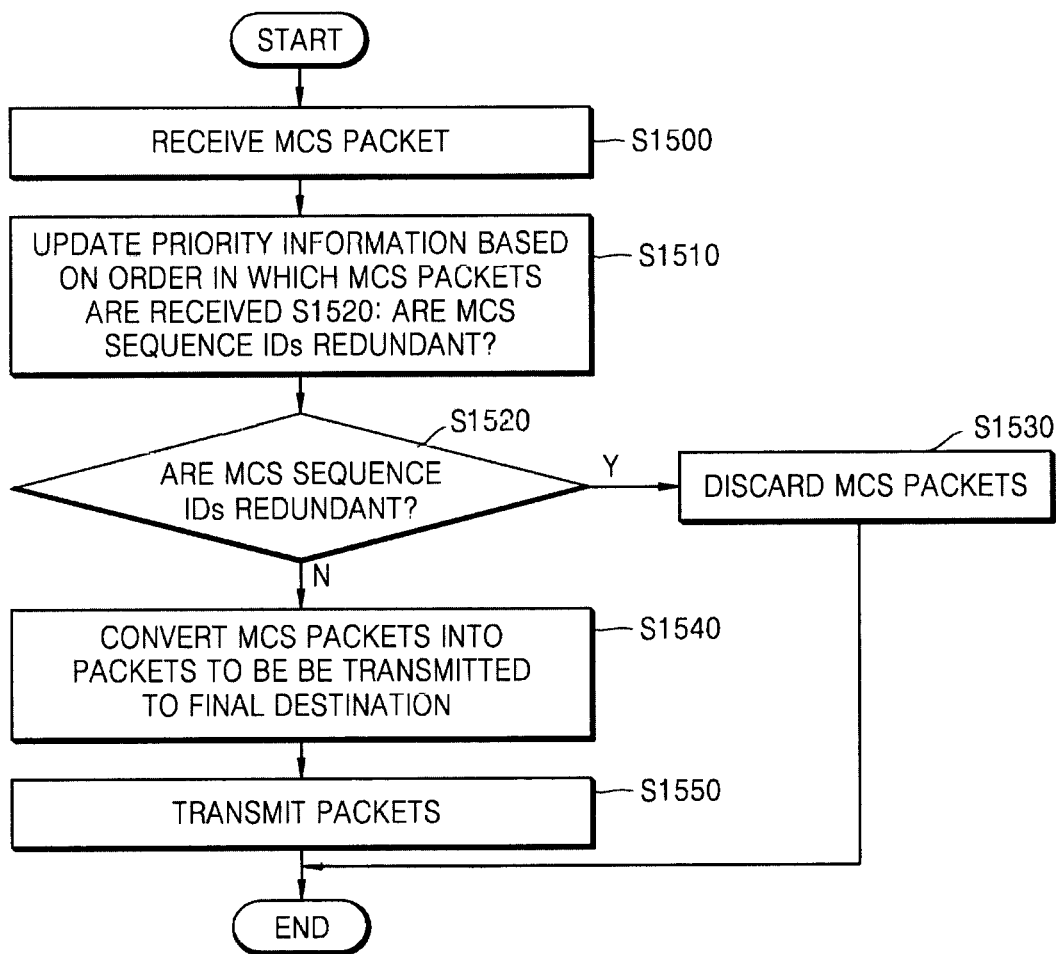 START
RECEIVE MCS PACKET
S1500
UPDATE PRIORITY INFORMATION BASED
ON ORDER IN WHICH MCS PACKETS
ARE RECEIVED S1520: ARE MCS
SEQUENCE IDs REDUNDANT?
S1510
S1520
ARE MCS SEQUENCE
IDs REDUNDANT?
Y
S1530
DISCARD MCS PACKETS
N
CONVERT MCS PACKETS INTO
PACKETS TO BE BE TRANSMITTED
TO FINAL DESTINATION
S1540
TRANSMIT PACKETS
S1550
END